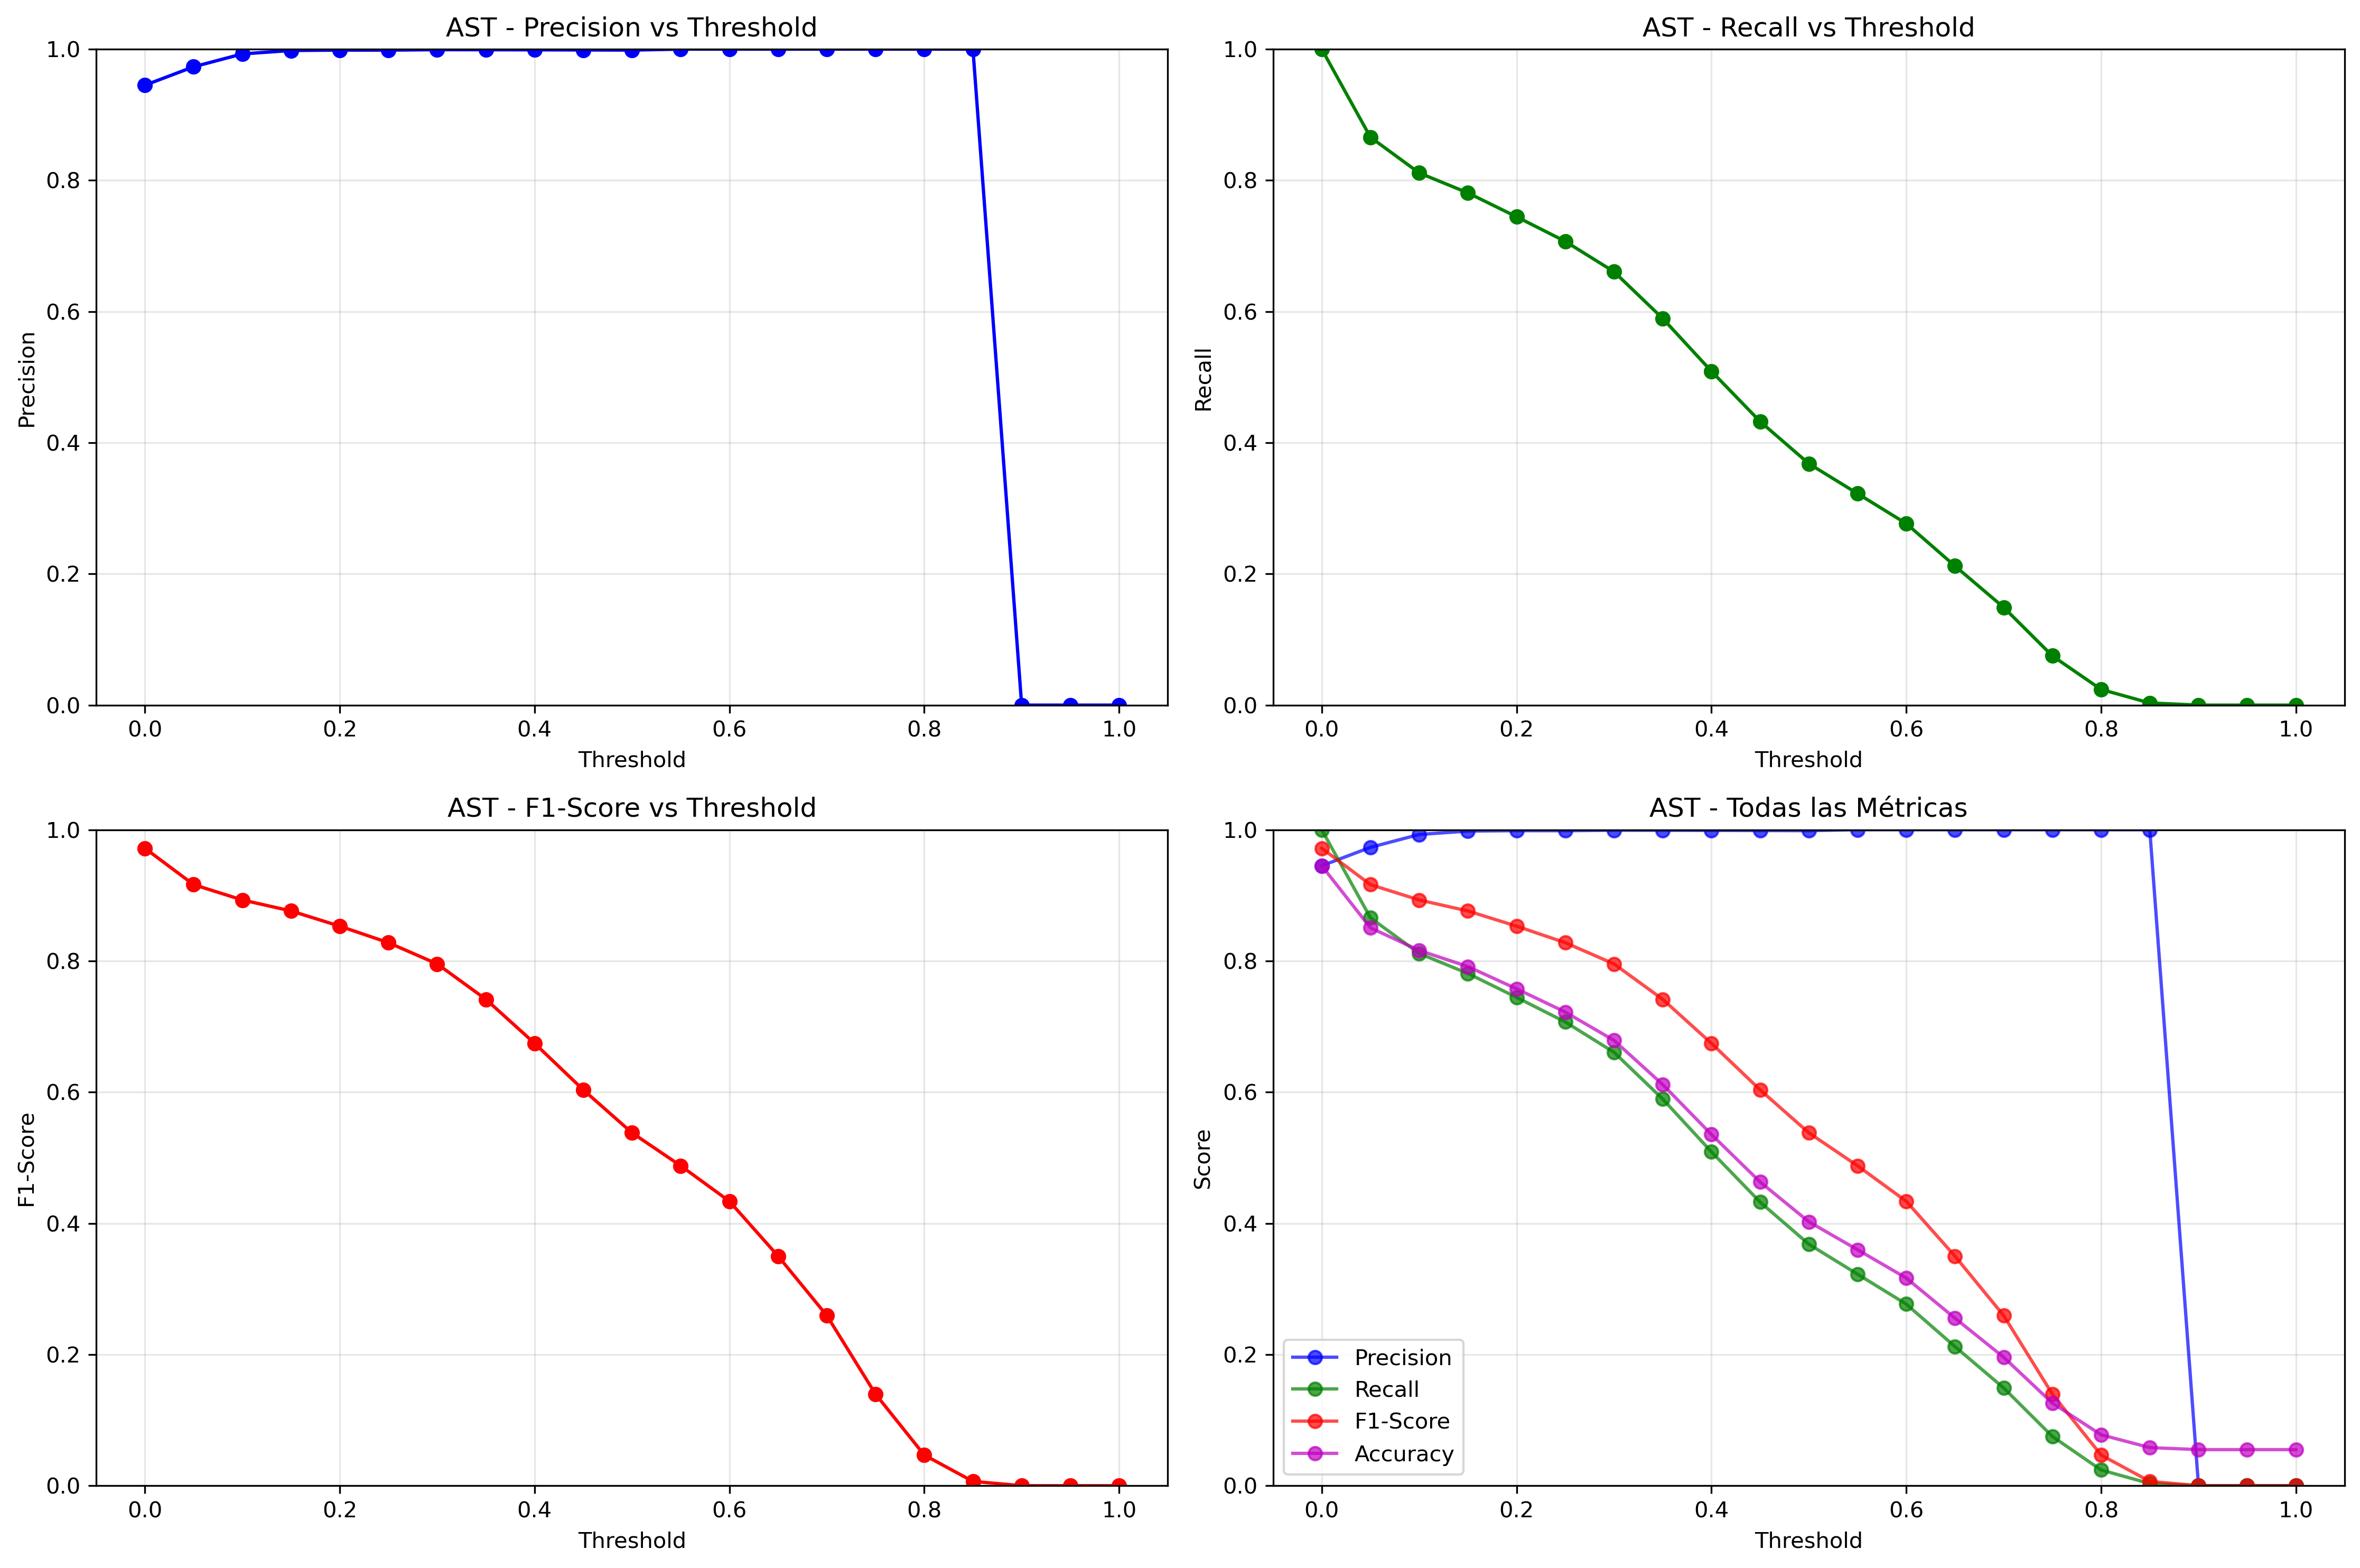 AST - Precision vs Threshold
1.0
0.8
0.6
0.4
0.2
0.0
Precision
0.0 0.2 0.4 0.6 0.8 1.0
Threshold
AST - Recall vs Threshold
1.0
0.8
0.6
0.4
0.2
0.0
Recall
0.0 0.2 0.4 0.6 0.8 1.0
Threshold
AST - F1-Score vs Threshold
1.0
0.8
0.6
0.4
0.2
0.0
F1-Score
0.0 0.2 0.4 0.6 0.8 1.0
Threshold
AST - Todas las Métricas
1.0
0.8
0.6
0.4
0.2
0.0
Score
Precision
Recall
F1-Score
Accuracy
0.0 0.2 0.4 0.6 0.8 1.0
Threshold